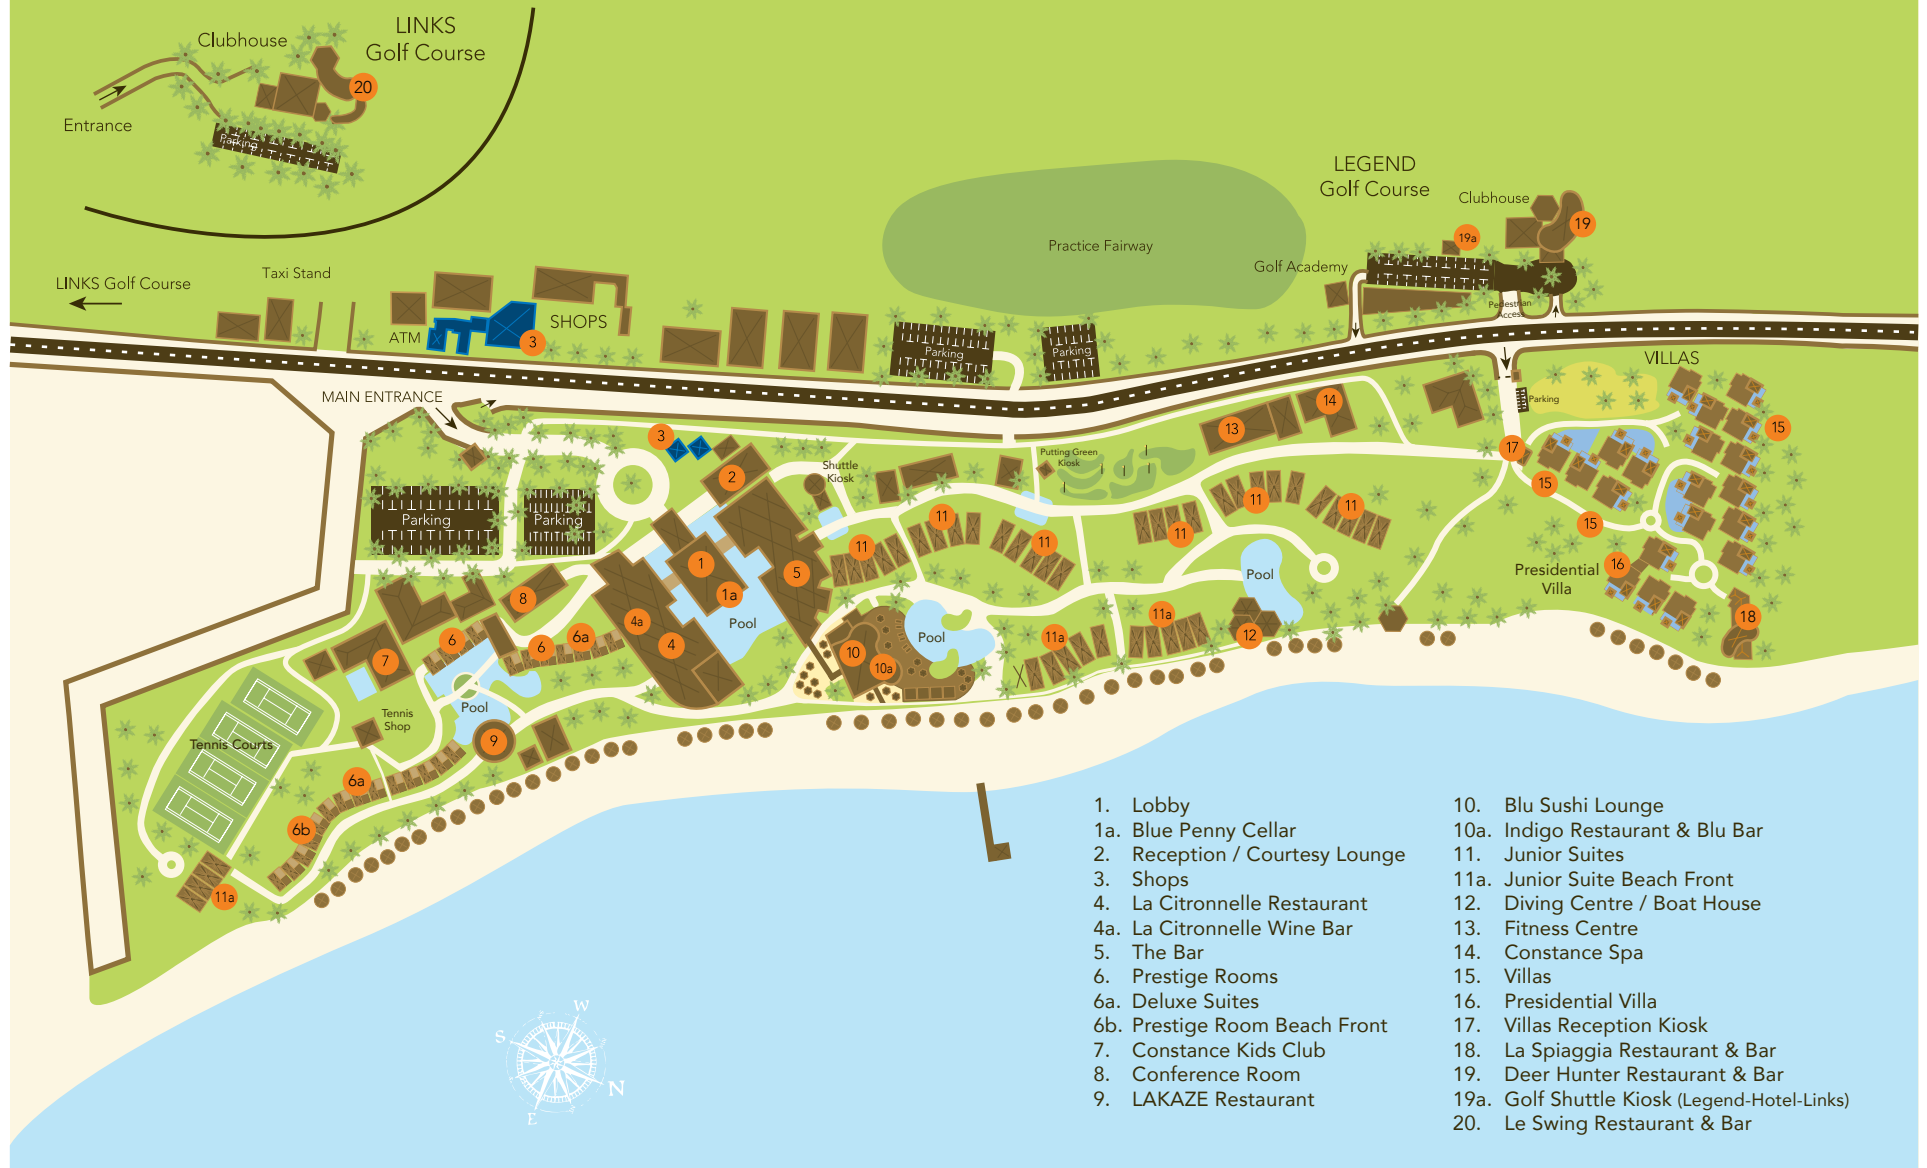 LINKS
Golf Course
Clubhouse
20
Entrance
Parking
LEGEND
Golf Course
Clubhouse
19
19a
Practice Fairway
Golf Academy
Pedestrian
Access
LINKS Golf Course
Taxi Stand
ATM
SHOPS
3
Parking
Parking
VILLAS
MAIN ENTRANCE
Parking
15
14
13
17
3
2
Shuttle
Kiosk
Putting Green
Kiosk
15
Parking
Parking
11
11
11
11
11
11
15
1
1a
5
8
Pool
Pool
Presidential
Villa
16
4a
4
6
6
6a
7
10
10a
Pool
11a
11a
12
18
Pool
Tennis
Shop
9
Tennis Courts
6a
6b
11a
1. Lobby
1a. Blue Penny Cellar
2. Reception / Courtesy Lounge
3. Shops
4. La Citronnelle Restaurant
4a. La Citronnelle Wine Bar
5. The Bar
6. Prestige Rooms
6a. Deluxe Suites
6b. Prestige Room Beach Front
7. Constance Kids Club
8. Conference Room
9. LAKAZE Restaurant
10. Blu Sushi Lounge
10a. Indigo Restaurant & Blu Bar
11. Junior Suites
11a. Junior Suite Beach Front
12. Diving Centre / Boat House
13. Fitness Centre
14. Constance Spa
15. Villas
16. Presidential Villa
17. Villas Reception Kiosk
18. La Spiaggia Restaurant & Bar
19. Deer Hunter Restaurant & Bar
19a. Golf Shuttle Kiosk (Legend-Hotel-Links)
20. Le Swing Restaurant & Bar
W
S
N
E